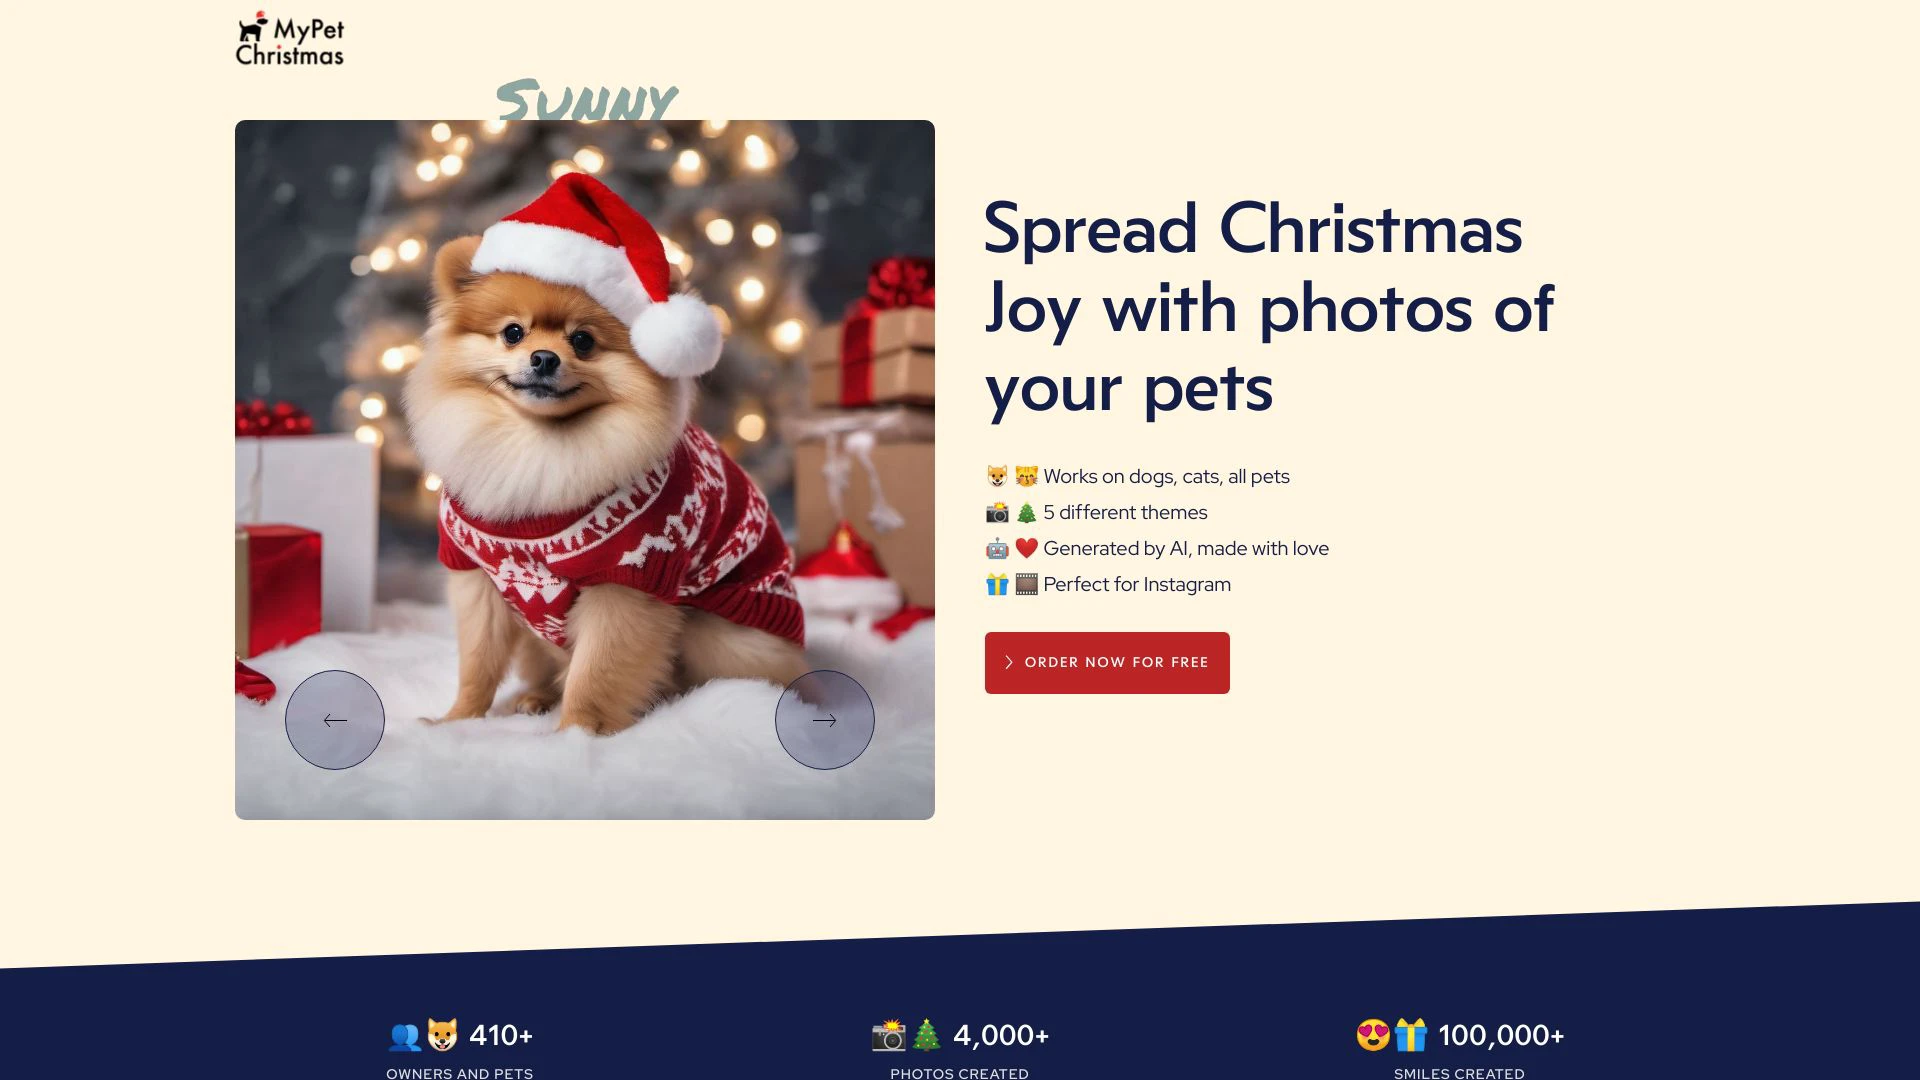 MyPet
Christmas
Sunny
Spread Christmas
Joy with photos of
your pets
Works on dogs, cats, all pets
5 different themes
Generated by AI, made with love
Perfect for Instagram
ORDER NOW FOR FREE
410+
4,000+
100,000+
OWNERS AND PETS
PHOTOS CREATED
SMILES CREATED